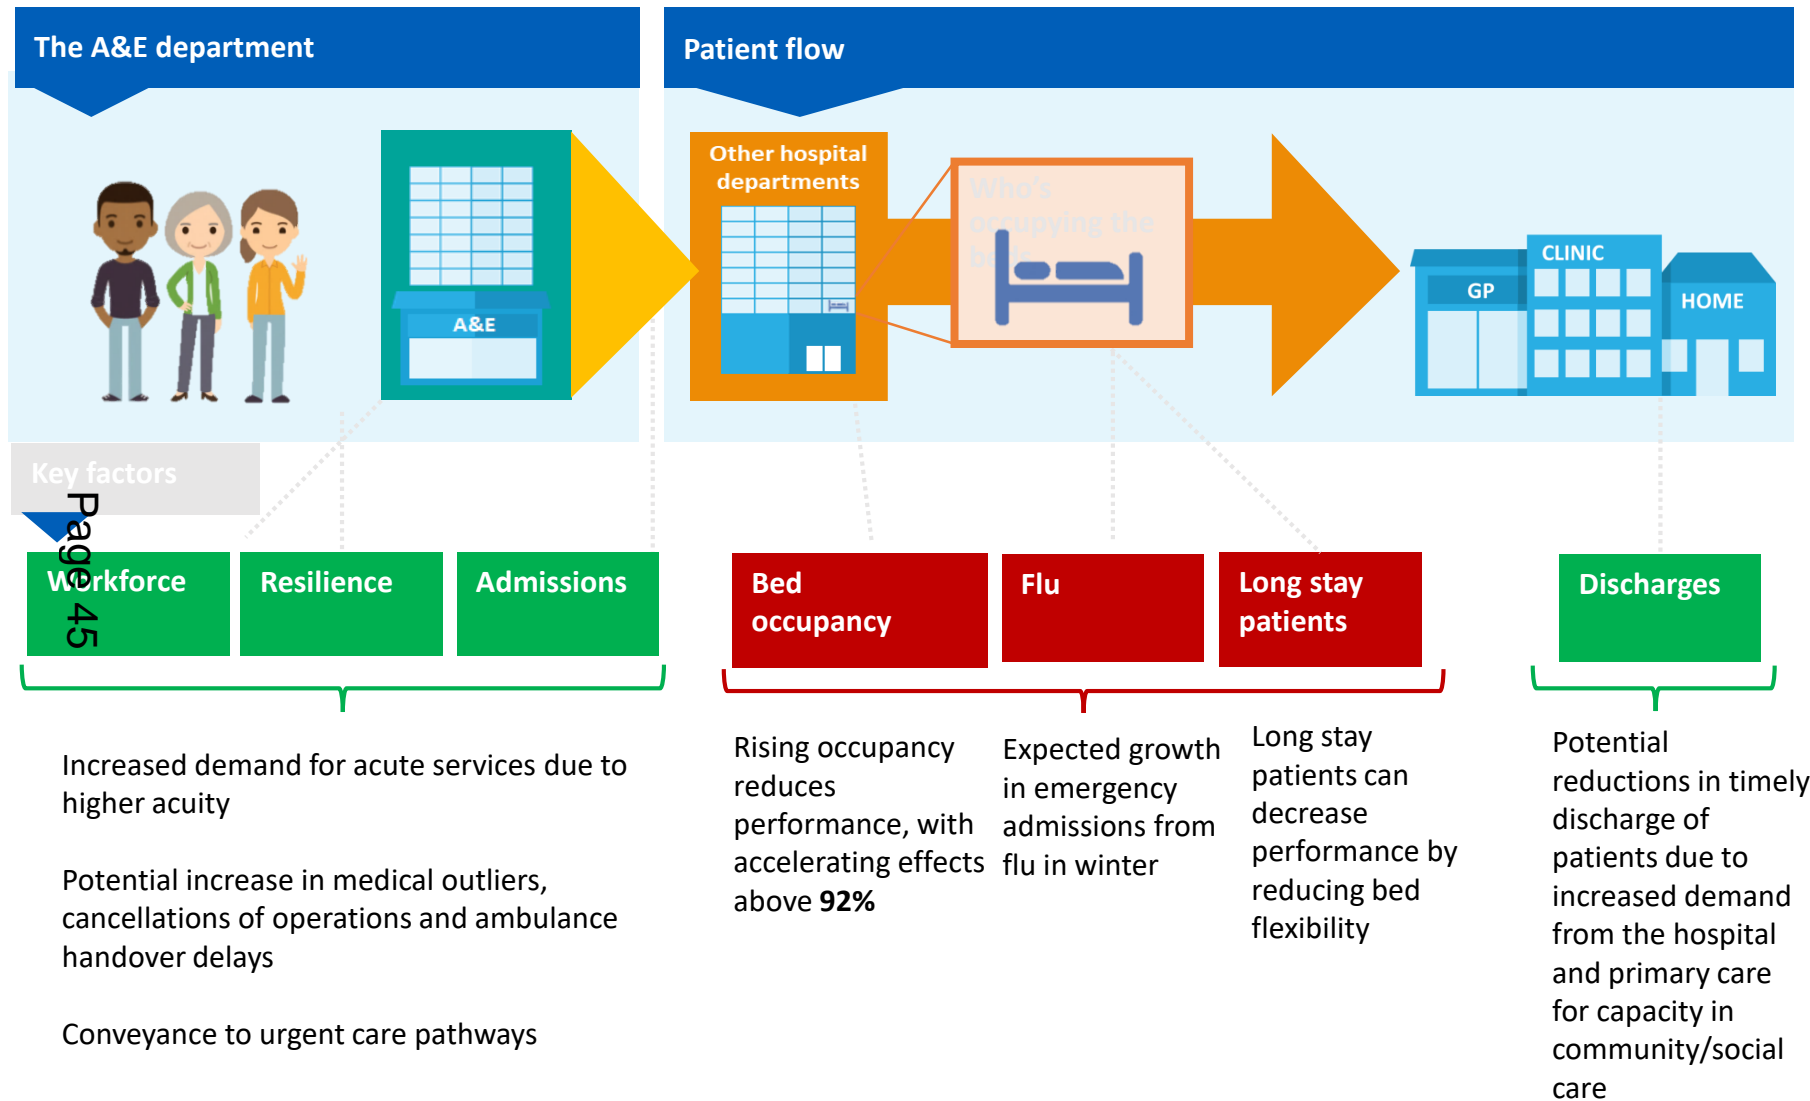 The A&E department
Patient flow
Other hospital
departments
Who's
occupying the
beds
A&E
GP
CLINIC
HOME
Key factors
Page 45
Workforce
Resilience
Admissions
Bed
occupancy
Flu
Long stay
patients
Discharges
Increased demand for acute services due to
higher acuity
Potential increase in medical outliers,
cancellations of operations and ambulance
handover delays
Conveyance to urgent care pathways
Rising occupancy
reduces
performance, with
accelerating effects
above 92%
Expected growth
in emergency
admissions from
flu in winter
Long stay
patients can
decrease
performance by
reducing bed
flexibility
Potential
reductions in timely
discharge of
patients due to
increased demand
from the hospital
and primary care
for capacity in
community/social
care